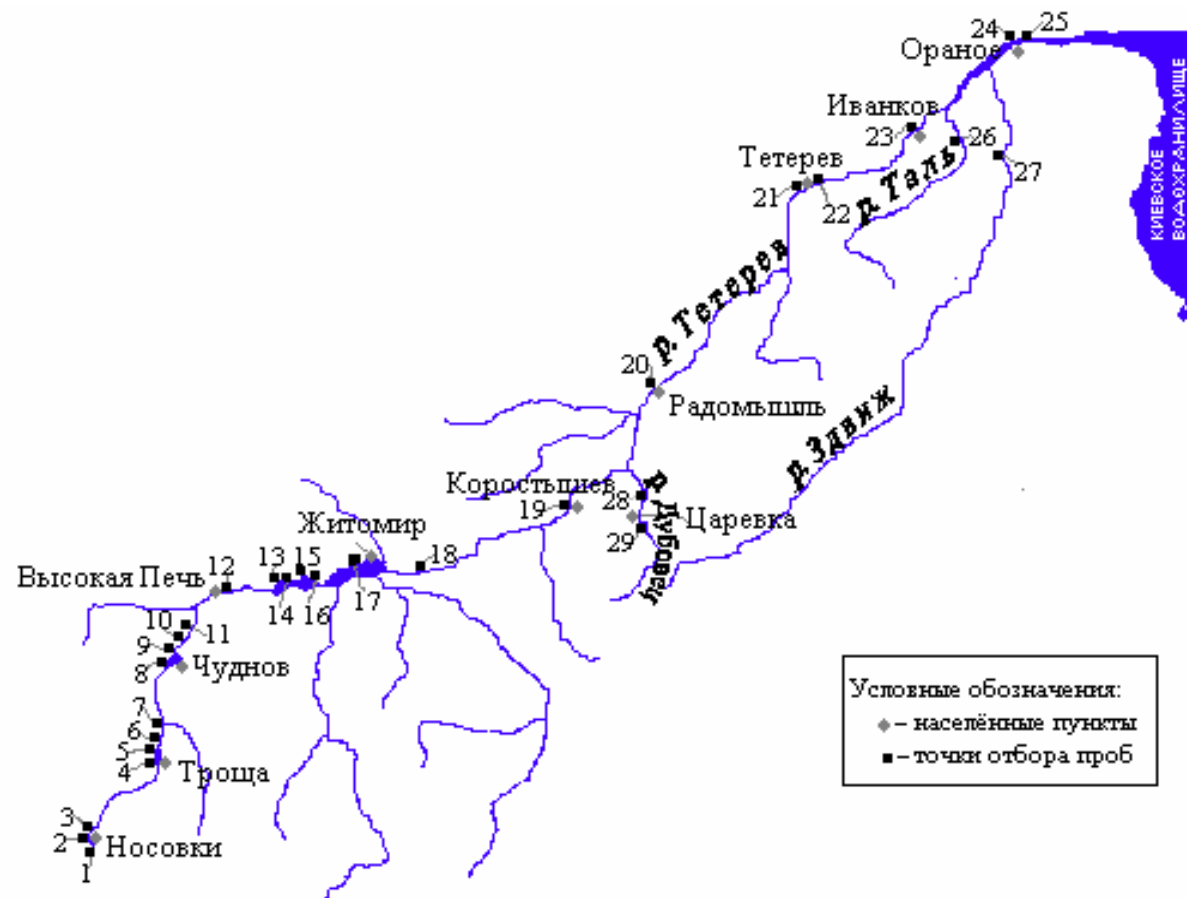 24 25
Ораное
Иванков
23
26
27
Тетерев
21
22
р. Таль
КИЕВСКОЕ
ВОДОХРАНИЛИЩЕ
р. Тетерев
20
Радомышль
р. Здвиж
Коростышев
19
28
29
р. Дубовец
Царевка
Житомир
18
17
Высокая Печь
12
13
15
14
16
10
11
9
8
Чуднов
7
6
5
4
Троща
3
2
1
Носовки
Условные обозначения:
– населённые пункты
– точки отбора проб